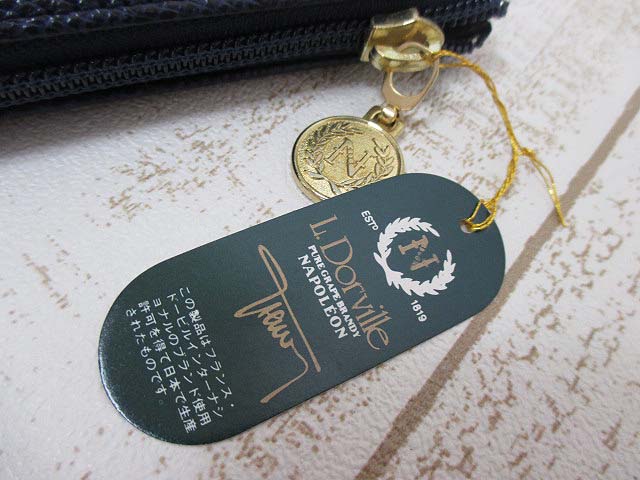 N
ESTD
N
1819
L. Dorville
PURE GRAPE BRANDY
NAPOLÉON
この製品はフランス・
ドービルインターナシ
ョナルのブランド使用
許可を得て日本で生産
されたものです。